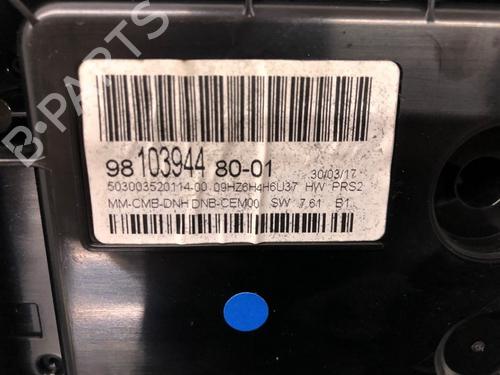 B-PARTS
98 103944 80-01
30/03/17
503003520114-00 09HZ6H4H6U37 HW PRS2
MM-CMB-DNH DNB-CEM00 SW 7.61 B1